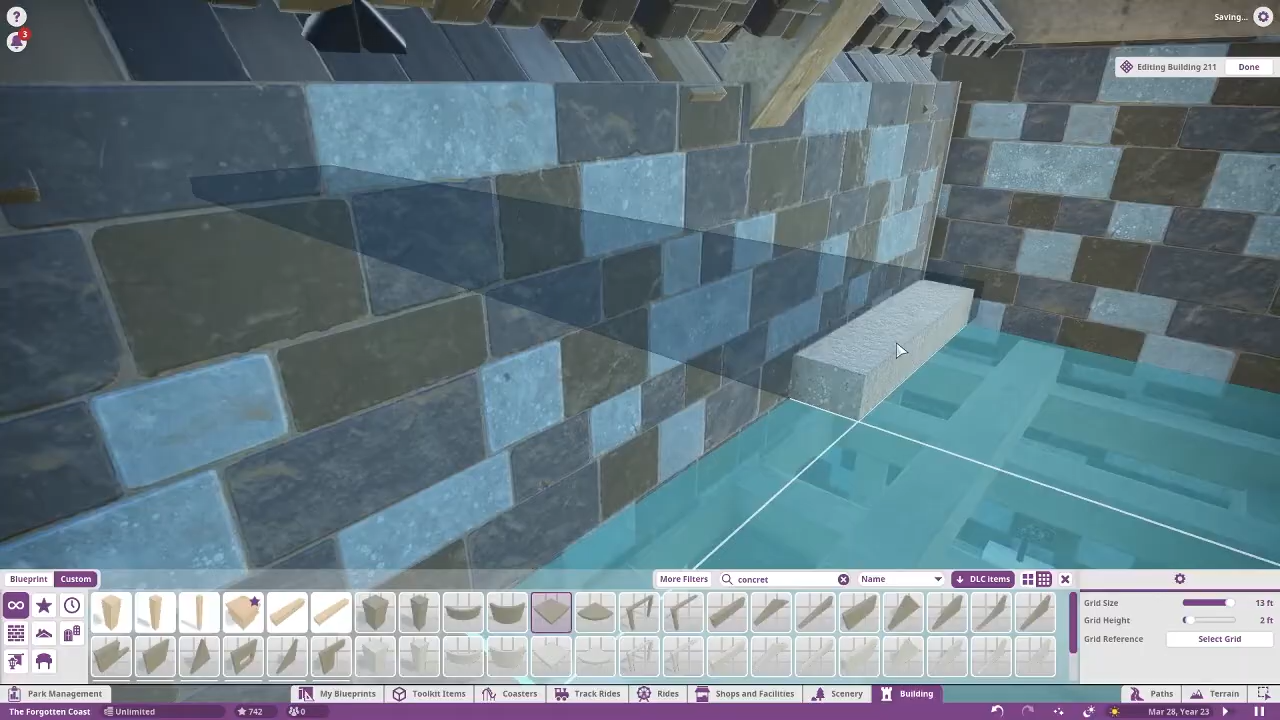 ?
Saving...
3
Editing Building 211
Done
Blueprint
Custom
More Filters
concret
Name
DLC items
Grid Size
13 ft
Grid Height
2 ft
Grid Reference
Select Grid
Park Management
My Blueprints
Toolkit Items
Coasters
Track Rides
Rides
Shops and Facilities
Scenery
Building
Paths
Terrain
The Forgotten Coast
Unlimited
742
0
Mar 28, Year 23